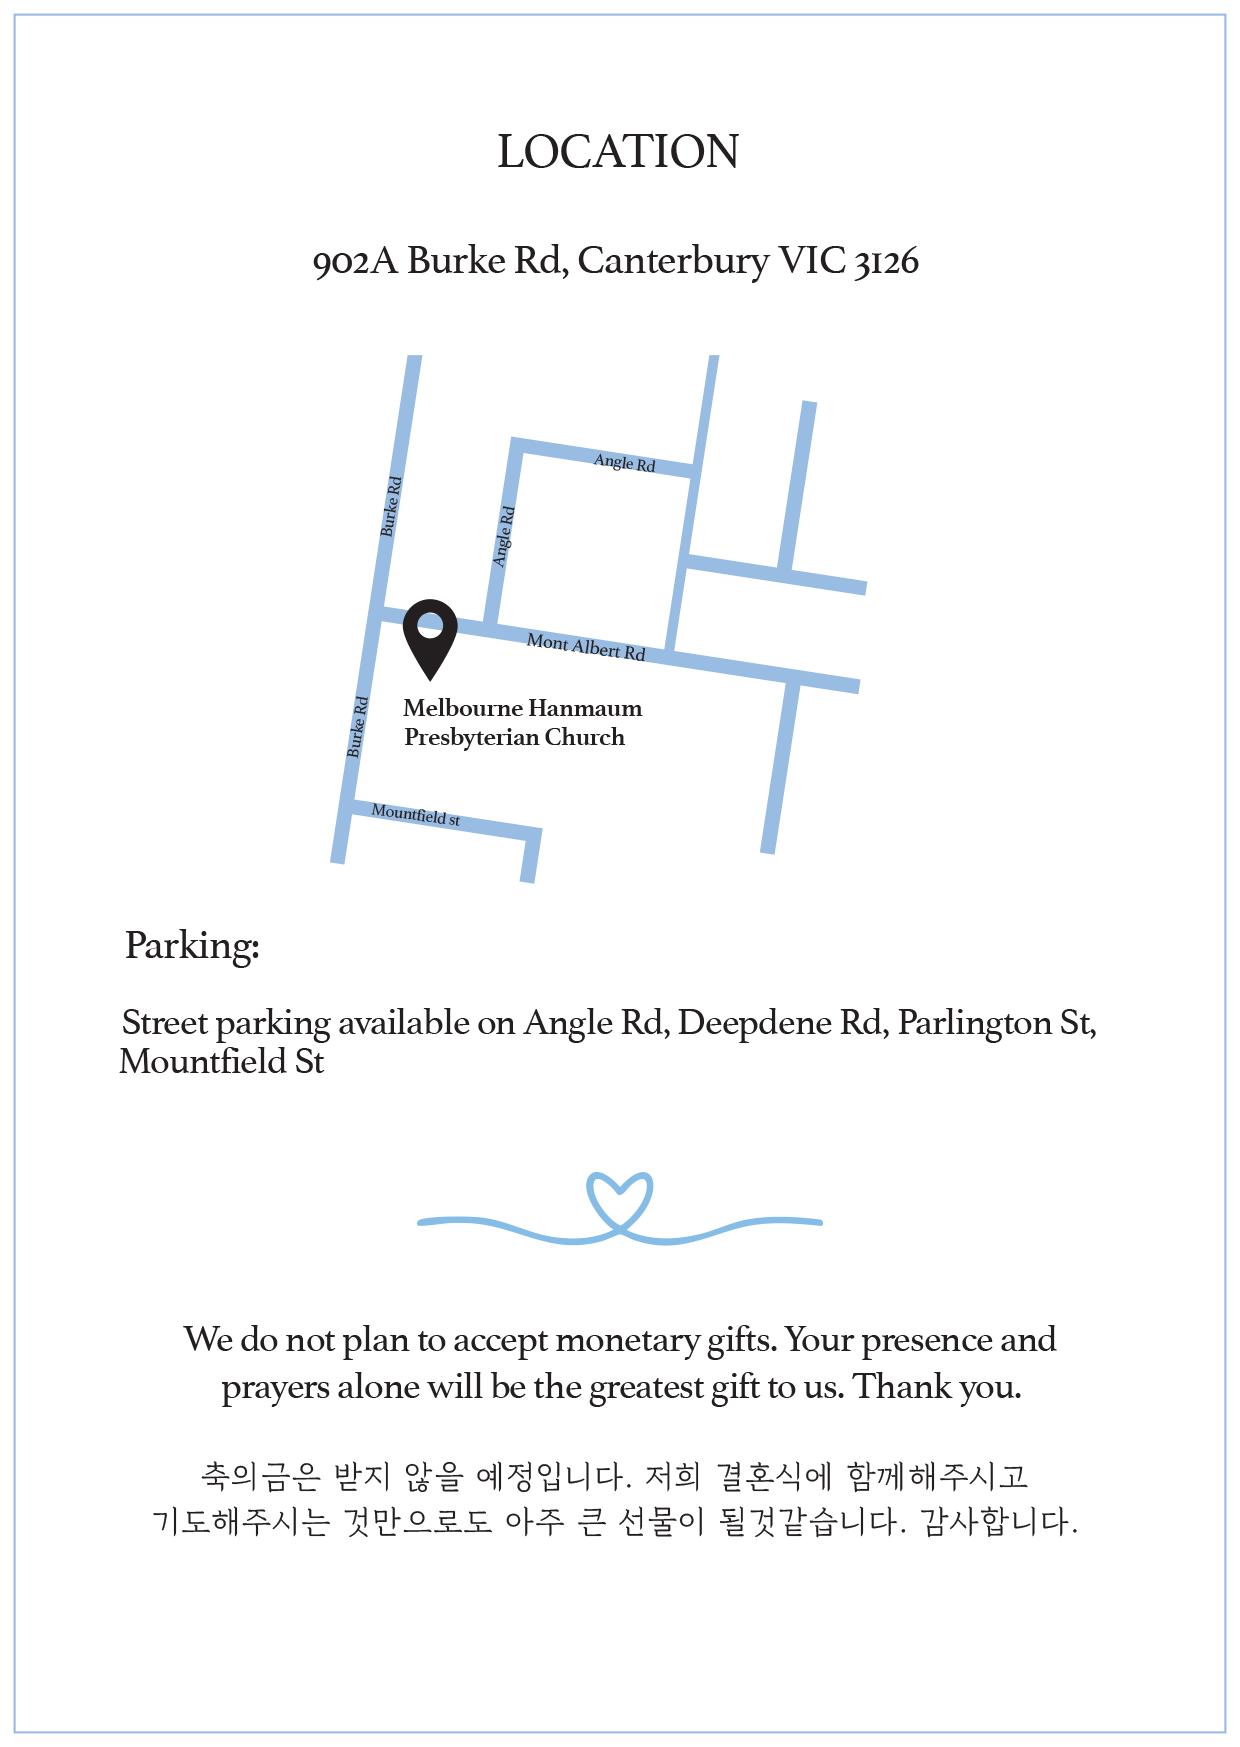 LOCATION
902A Burke Rd, Canterbury VIC 3126
Angle Rd
Burke Rd
Angle Rd
Mont Albert Rd
Melbourne Hanmaum
Presbyterian Church
Burke Rd
Mountfield st
Parking:
Street parking available on Angle Rd, Deepdene Rd, Parlington St,
Mountfield St
We do not plan to accept monetary gifts. Your presence and
prayers alone will be the greatest gift to us. Thank you.
축의금은 받지 않을 예정입니다. 저희 결혼식에 함께해주시고
기도해주시는 것만으로도 아주 큰 선물이 될것같습니다. 감사합니다.